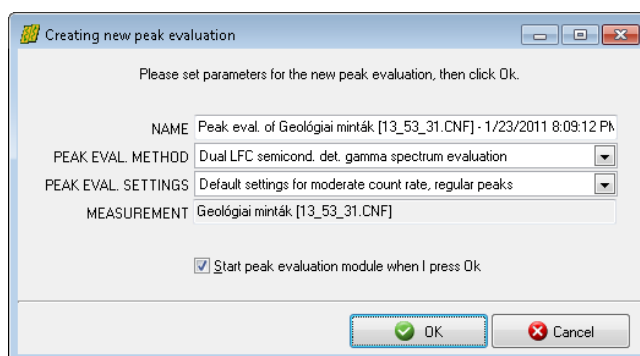 Creating new peak evaluation
Please set parameters for the new peak evaluation, then click Ok.
NAME Peak eval. of Geológiai minták [13_53_31.CNF] - 1/23/2011 8:09:12 PM
PEAK EVAL. METHOD Dual LFC semicond. det. gamma spectrum evaluation
PEAK EVAL. SETTINGS Default settings for moderate count rate, regular peaks
MEASUREMENT Geológiai minták [13_53_31.CNF]
Start peak evaluation module when I press Ok
OK Cancel